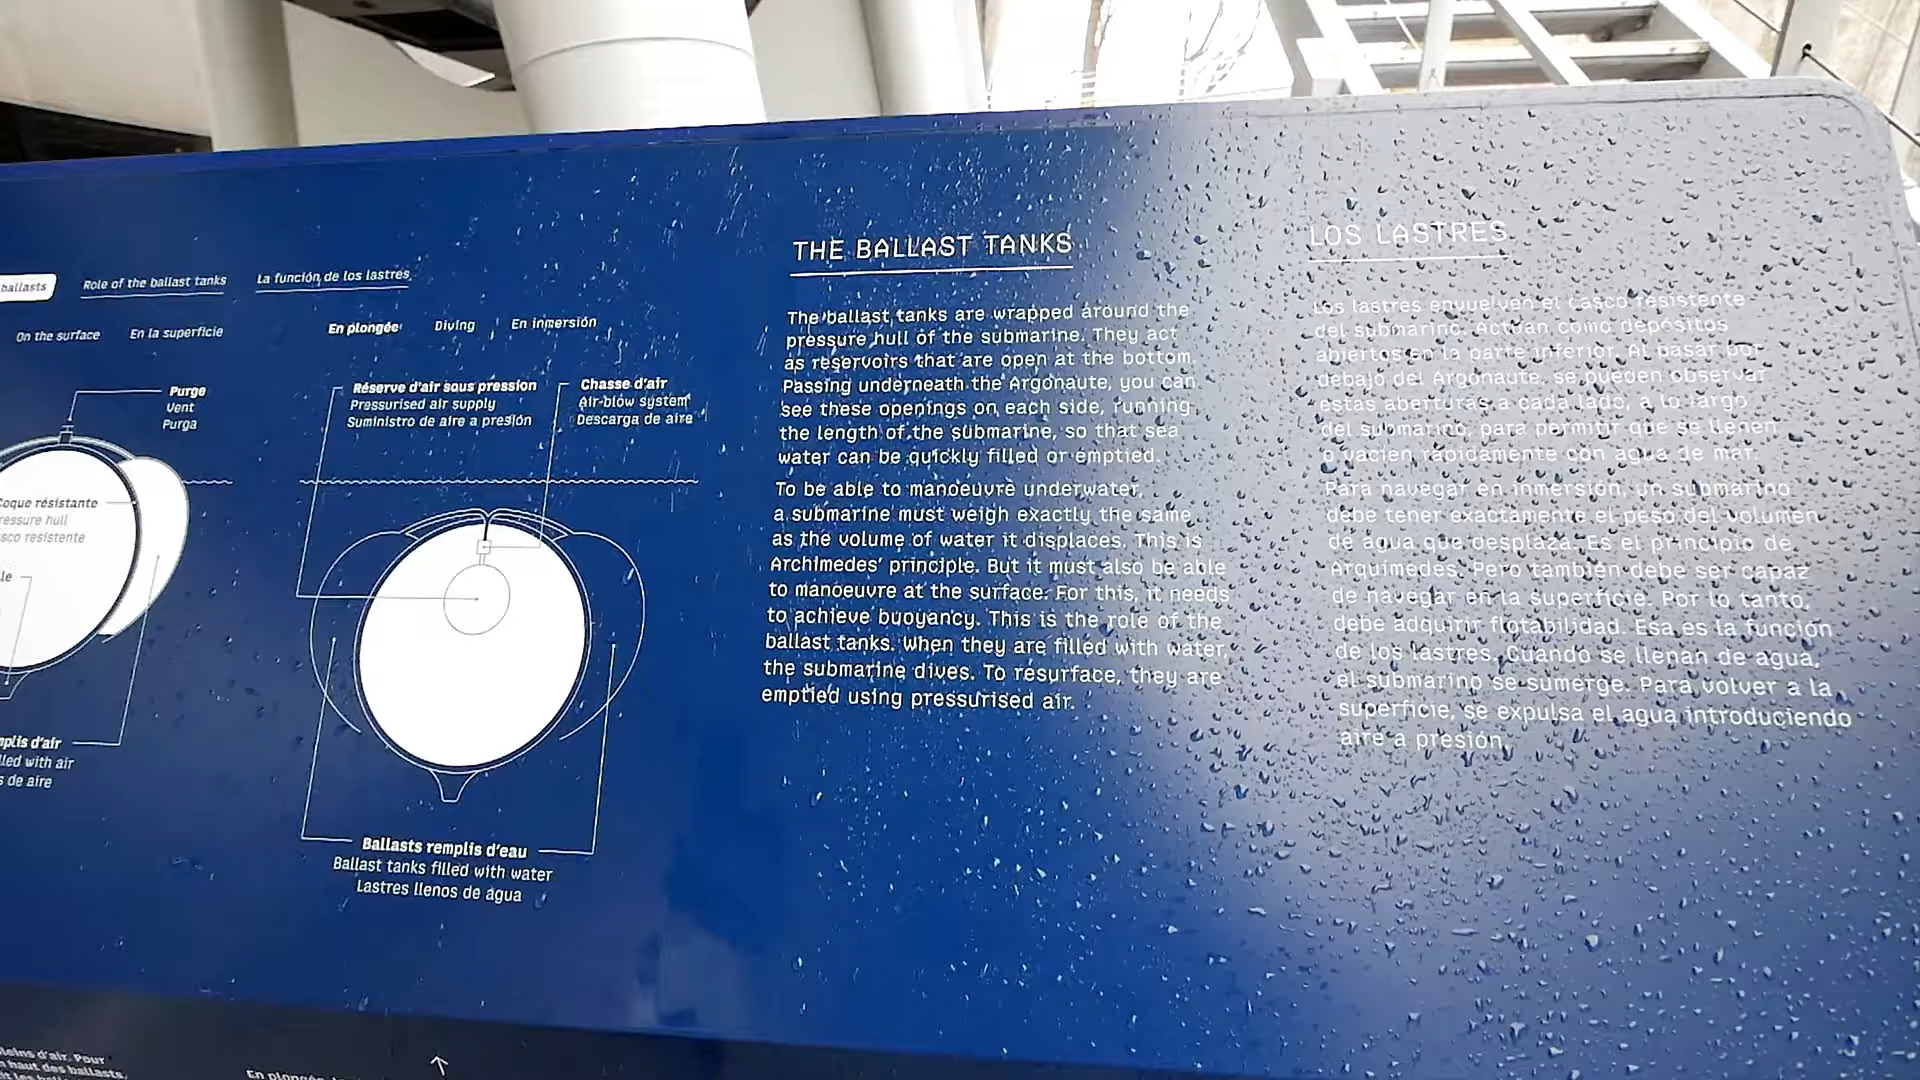 ballasts
Role of the ballast tanks
La función de los lastres
On the surface
En la superficie
En plongée
Diving
En inmersión
Purge
Vent
Purga
Réserve d'air sous pression
Pressurised air supply
Suministro de aire a presión
Chasse d'air
Air-blow system
Descarga de aire
Coque résistante
hull
resistente
d'air
with air
de aire
Ballasts remplis d'eau
Ballast tanks filled with water
Lastres llenos de agua
THE BALLAST TANKS
The ballast tanks are wrapped around the
pressure hull of the submarine. They act
as reservoirs that are open at the bottom.
Passing underneath the Argonaute, you can
see these openings on each side, running
the length of the submarine, so that sea
water can be quickly filled or emptied.
To be able to manoeuvre underwater,
a submarine must weigh exactly the same
as the volume of water it displaces. This is
Archimedes' principle. But it must also be able
to manoeuvre at the surface. For this, it needs
to achieve buoyancy. This is the role of the
ballast tanks. When they are filled with water,
the submarine dives. To resurface, they are
emptied using pressurised air.
LOS LASTRES
Los lastres envuelven el casco resistente
del submarino. Actúan como depósitos
abiertos en la parte inferior. Al pasar por
debajo del Argonaute, se pueden observar
estas aberturas a cada lado, a lo largo
del submarino, para permitir que se llenen
o vacíen rápidamente con agua de mar.
Para navegar en inmersión, un submarino
debe tener exactamente el peso del volumen
de agua que desplaza. Es el principio de
Arquímedes. Pero también debe ser capaz
de navegar en la superficie. Por lo tanto,
debe adquirir flotabilidad. Esa es la función
de los lastres. Cuando se llenan de agua,
el submarino se sumerge. Para volver a la
superficie, se expulsa el agua introduciendo
aire a presión.
d'air. Pour
haut des ballasts,
En plongée